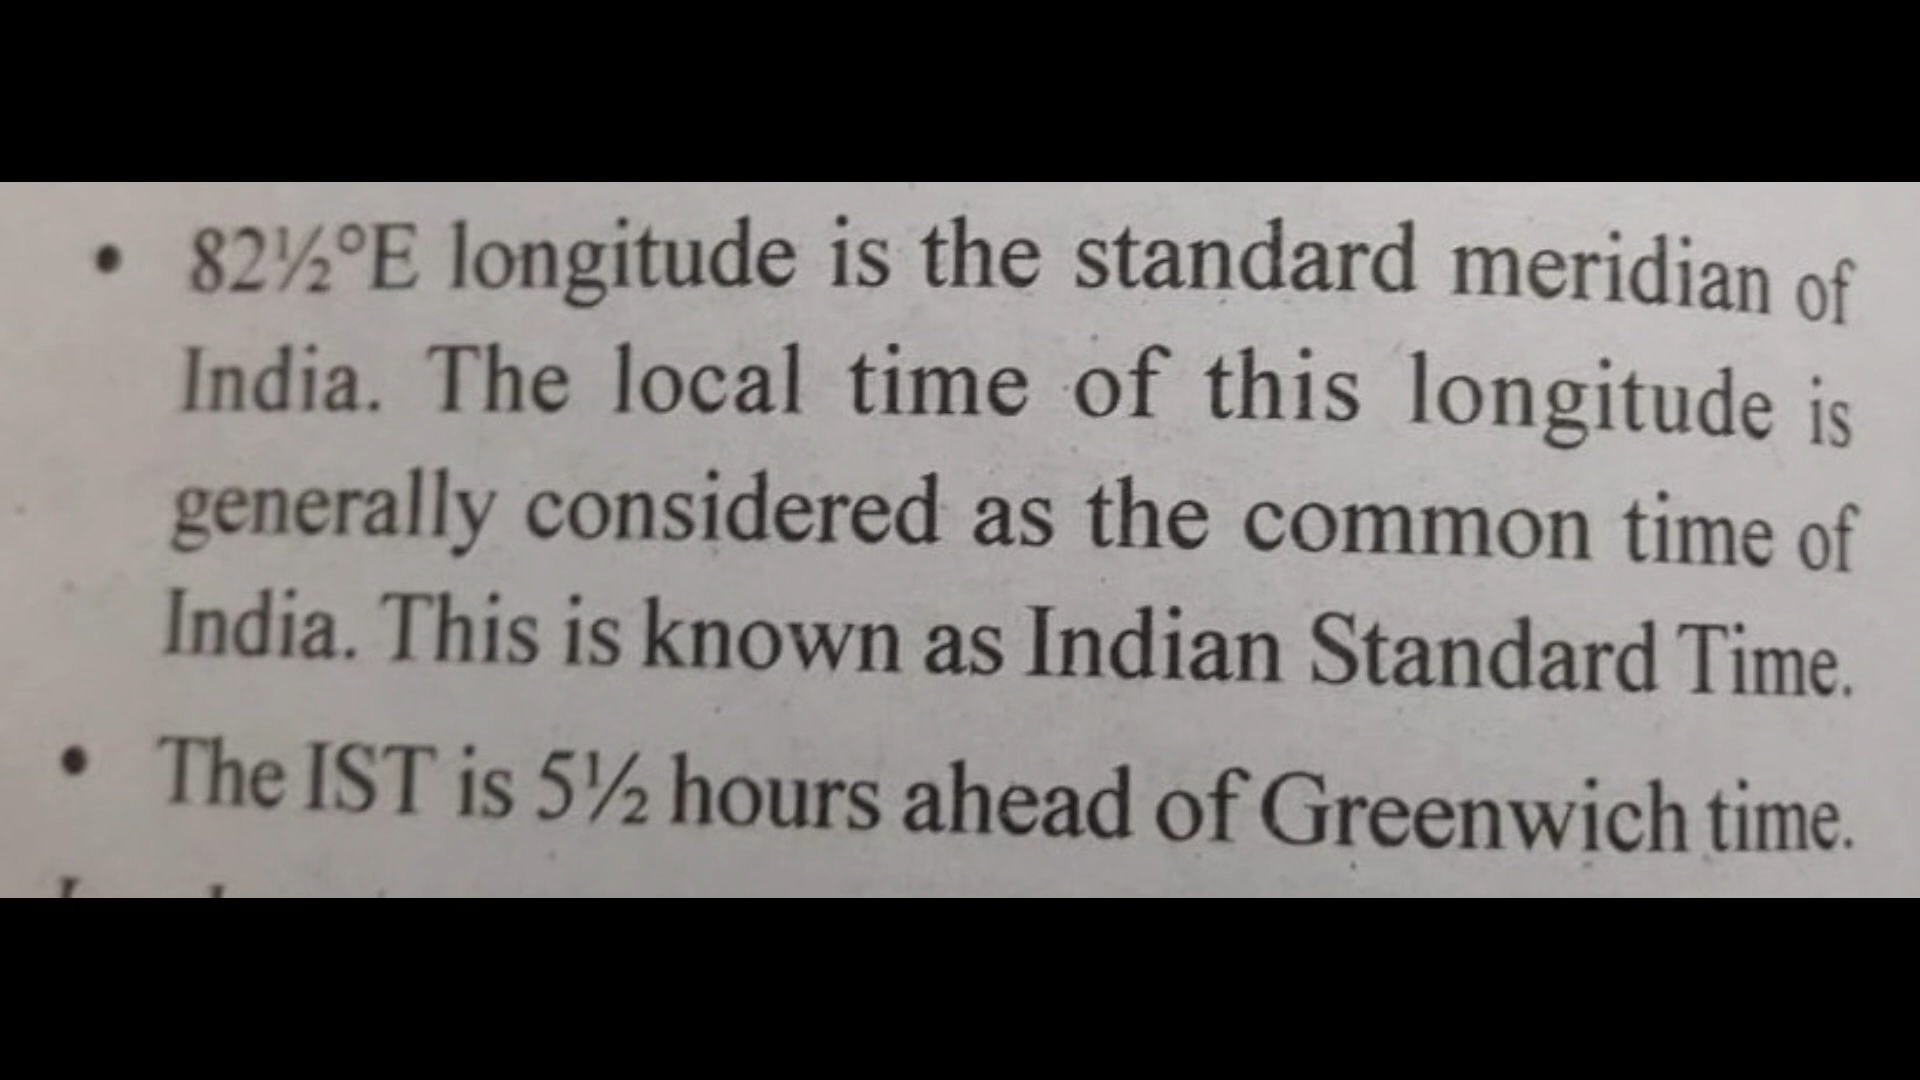 • 82½°E longitude is the standard meridian of
India. The local time of this longitude is
generally considered as the common time of
India. This is known as Indian Standard Time.
• The IST is 5½ hours ahead of Greenwich time.